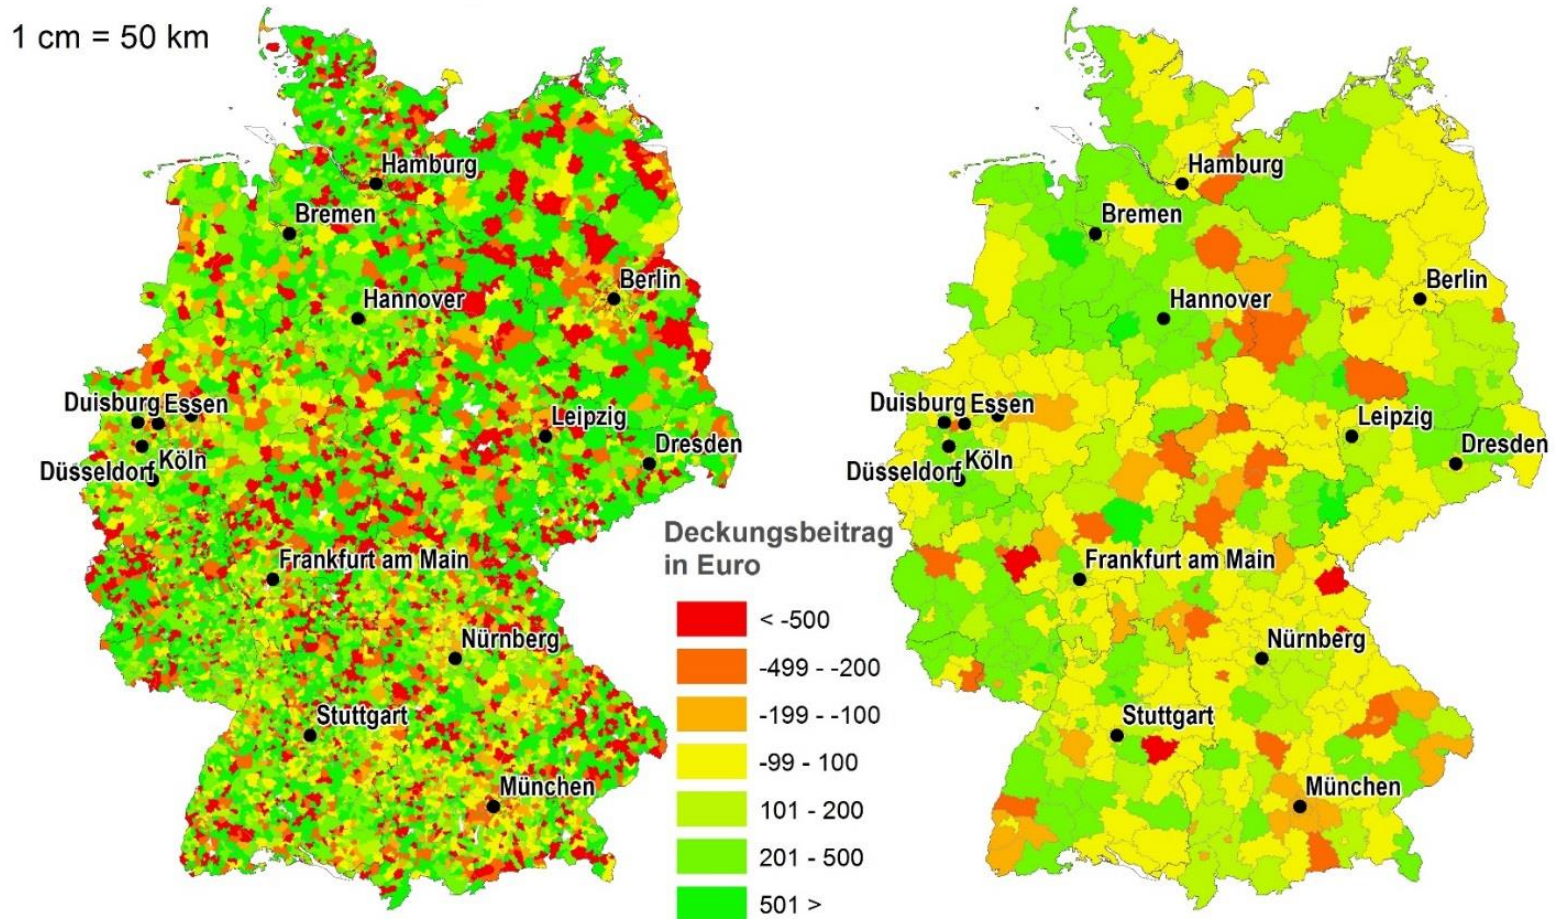 1 cm = 50 km
Hamburg
Bremen
Berlin
Hannover
Duisburg
Essen
Leipzig
Dresden
Köln
Düsseldorf
Frankfurt am Main
Nürnberg
Stuttgart
München
Deckungsbeitrag
in Euro
< -500
-499 - -200
-199 - -100
-99 - 100
101 - 200
201 - 500
501 >
Hamburg
Bremen
Berlin
Hannover
Duisburg
Essen
Leipzig
Dresden
Köln
Düsseldorf
Frankfurt am Main
Nürnberg
Stuttgart
München